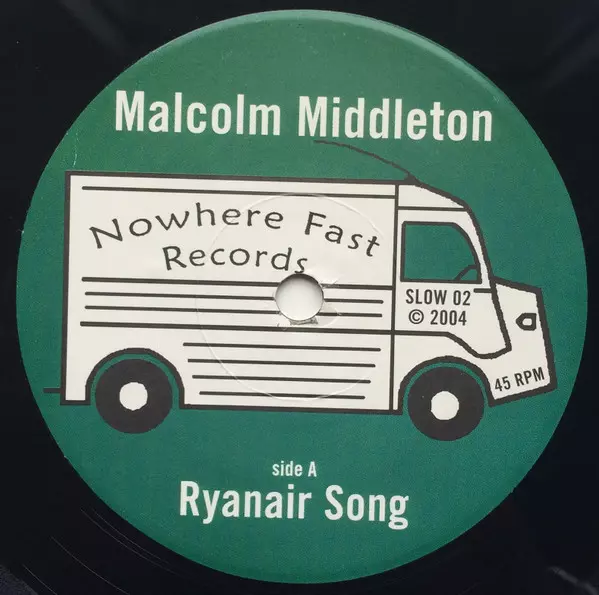 Malcolm Middleton
Nowhere Fast
Records
SLOW 02
© 2004
45 RPM
side A
Ryanair Song